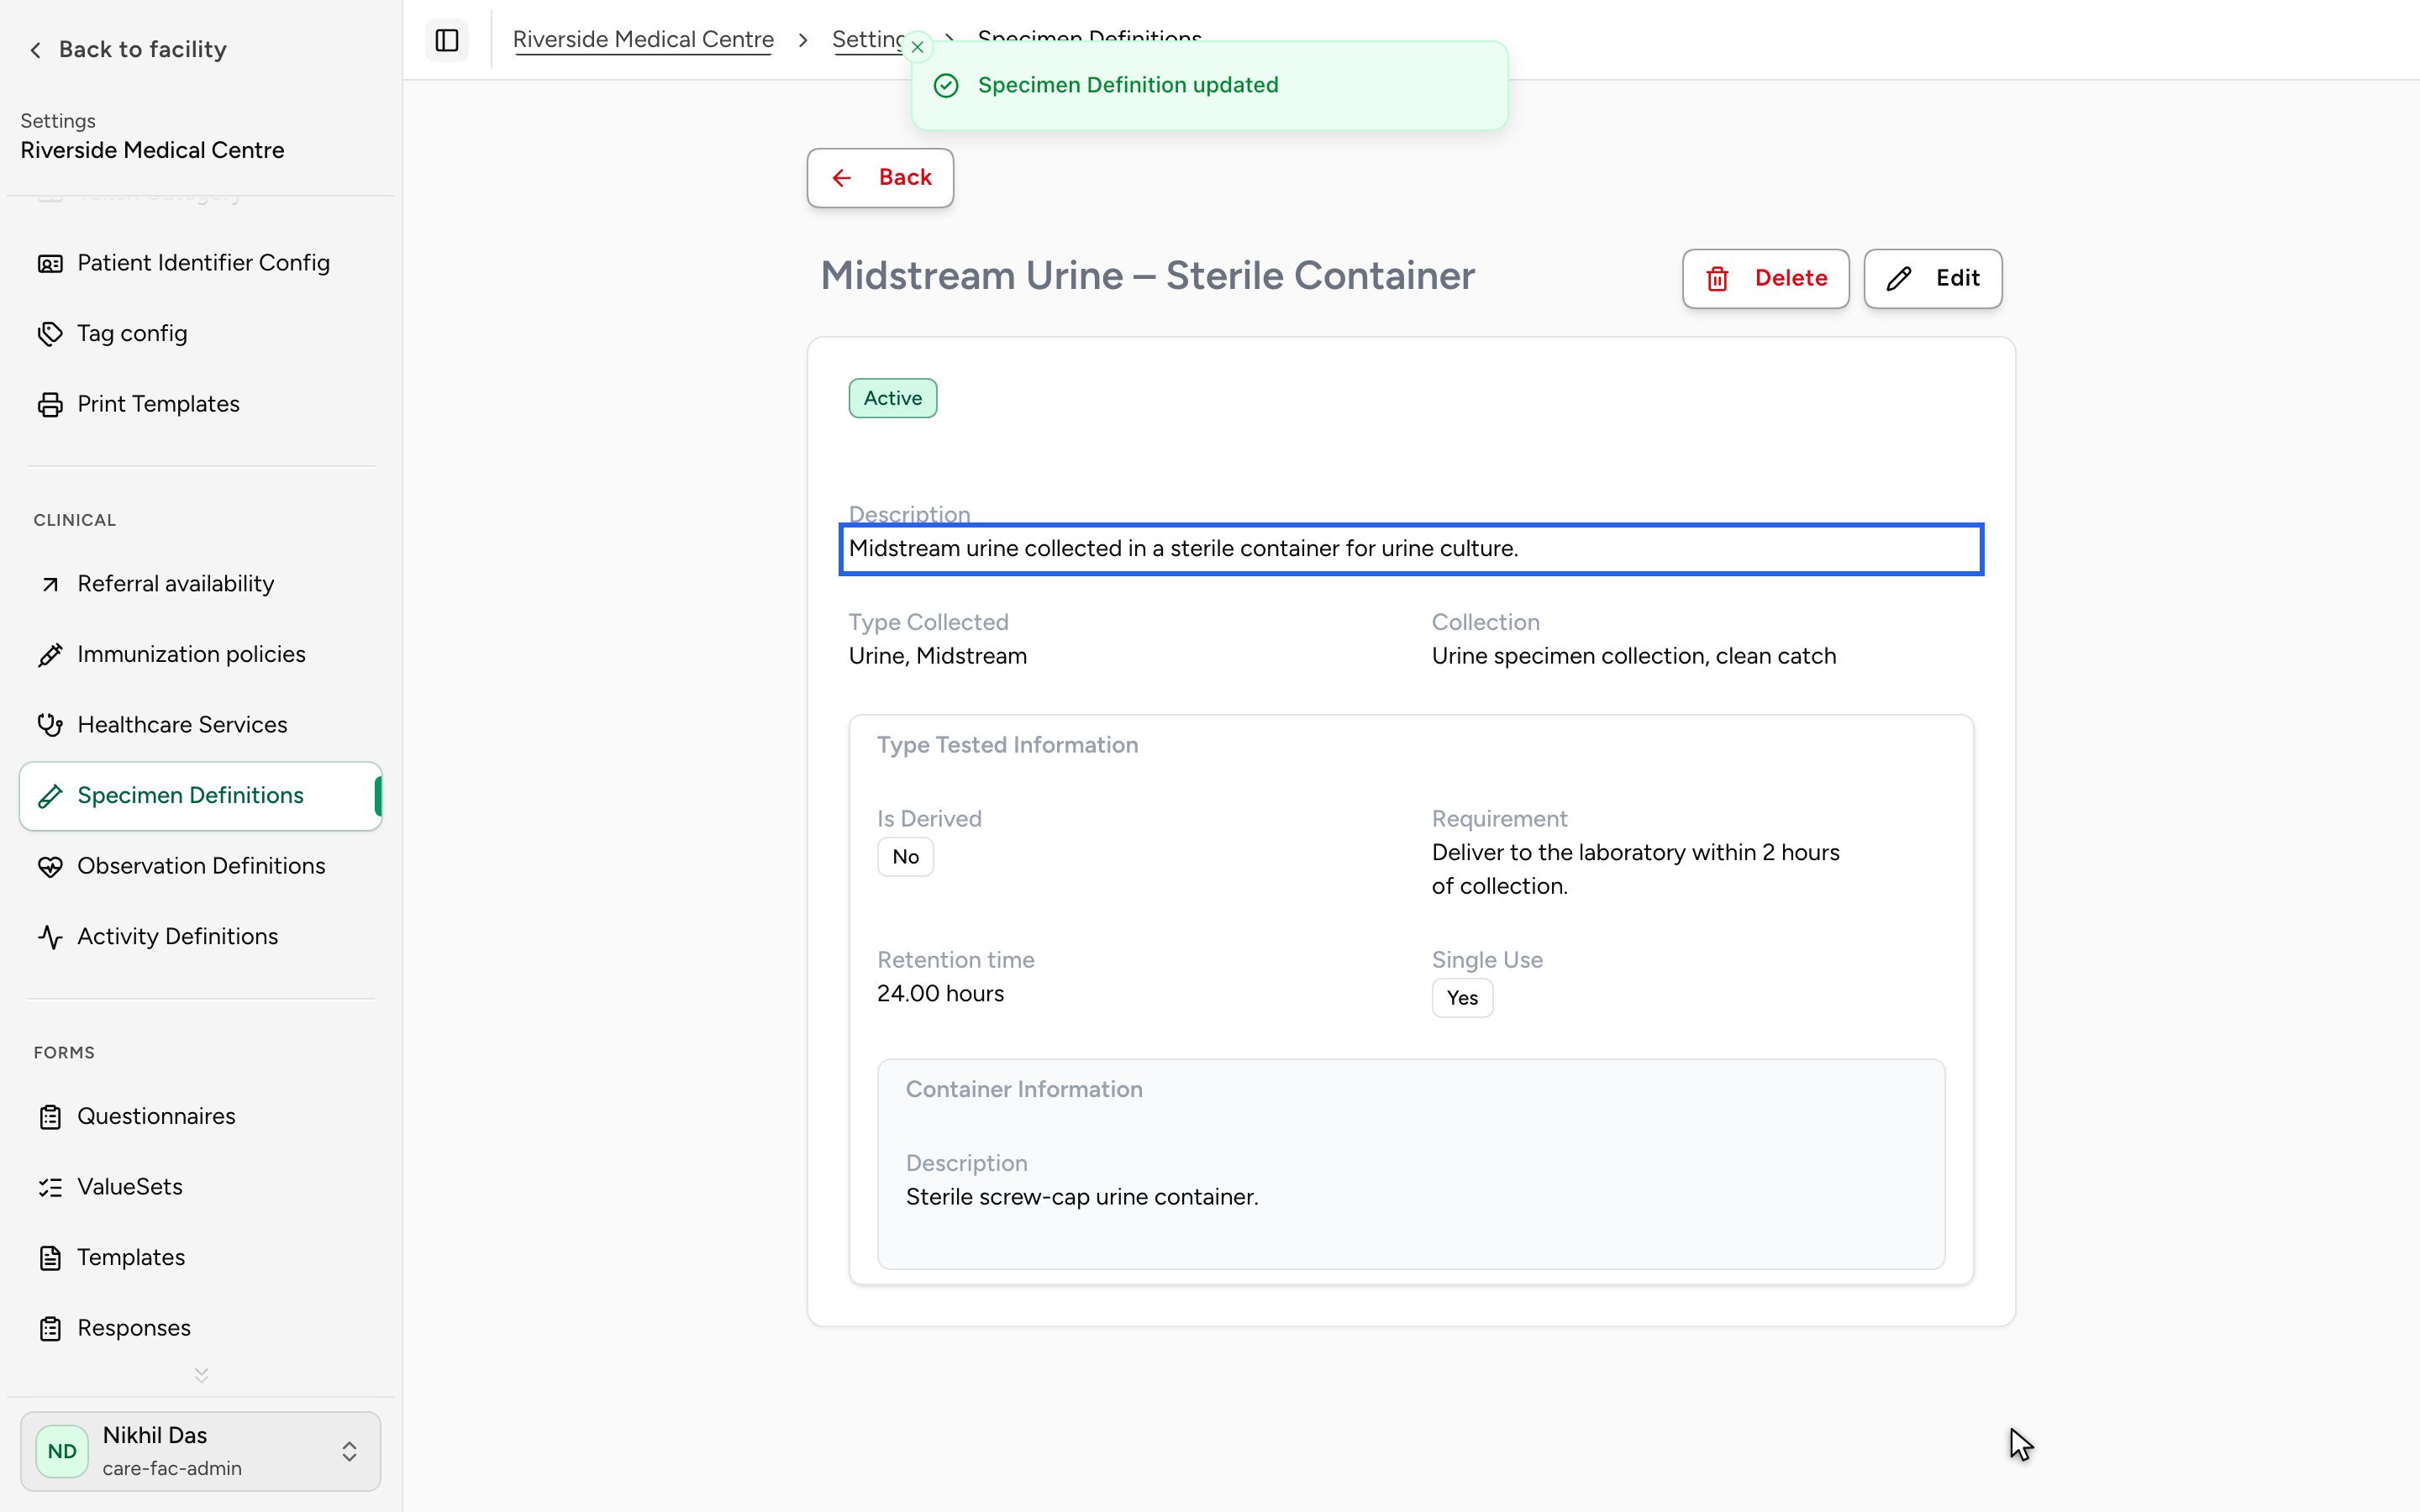 Back to facility
Settings
Riverside Medical Centre
Patient Identifier Config
Tag config
Print Templates
CLINICAL
Referral availability
Immunization policies
Healthcare Services
Specimen Definitions
Observation Definitions
Activity Definitions
FORMS
Questionnaires
ValueSets
Templates
Responses
ND
Nikhil Das
care-fac-admin
Riverside Medical Centre > Settings > Specimen Definitions
Specimen Definition updated
Back
Midstream Urine – Sterile Container
Delete
Edit
Active
Description
Midstream urine collected in a sterile container for urine culture.
Type Collected
Urine, Midstream
Collection
Urine specimen collection, clean catch
Type Tested Information
Is Derived
No
Requirement
Deliver to the laboratory within 2 hours
of collection.
Retention time
24.00 hours
Single Use
Yes
Container Information
Description
Sterile screw-cap urine container.